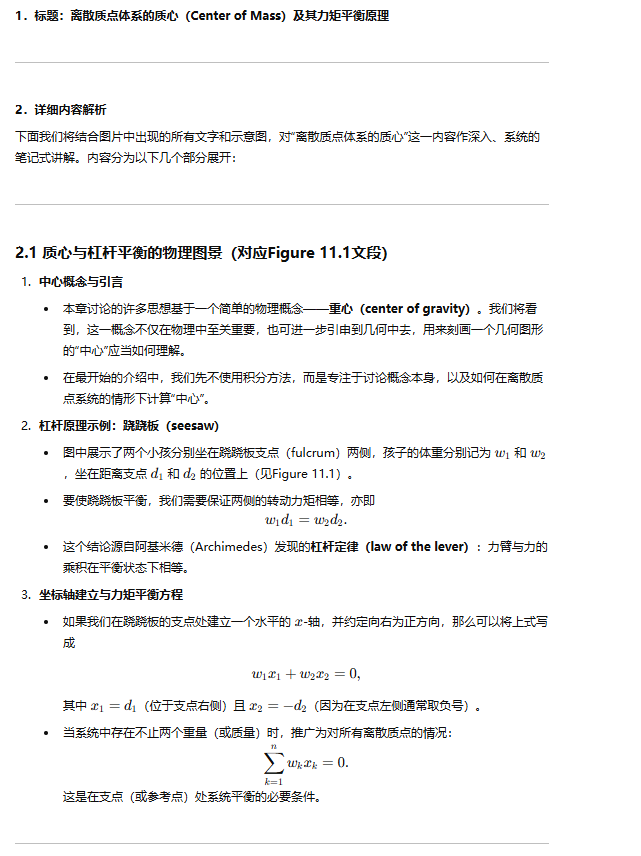 1．标题：离散质点体系的质心（Center of Mass）及其力矩平衡原理
2．详细内容解析
下面我们将结合图片中出现的所有文字和示意图，对“离散质点体系的质心”这一内容作深入、系统的
笔记式讲解。内容分为以下几个部分展开：
2.1 质心与杠杆平衡的物理图景（对应Figure 11.1文段）
1. 中心概念与引言
• 本章讨论的许多思想基于一个简单的物理概念——重心（center of gravity）。我们将看
到，这一概念不仅在物理中至关重要，也可进一步引申到几何中去，用来刻画一个几何图形
的“中心”应当如何理解。
• 在最开始的介绍中，我们先不使用积分方法，而是专注于讨论概念本身，以及如何在离散质
点系统的情形下计算“中心”。
2. 杠杆原理示例：跷跷板（seesaw）
• 图中展示了两个小孩分别坐在跷跷板支点（fulcrum）两侧，孩子的体重分别记为 w₁ 和 w₂
，坐在距离支点 d₁ 和 d₂ 的位置上（见Figure 11.1）。
• 要使跷跷板平衡，我们需要保证两侧的转动力矩相等，亦即
w₁d₁ = w₂d₂.
• 这个结论源自阿基米德（Archimedes）发现的杠杆定律（law of the lever）：力臂与力的
乘积在平衡状态下相等。
3. 坐标轴建立与力矩平衡方程
• 如果我们在跷跷板的支点处建立一个水平的 x-轴，并约定向右为正方向，那么可以将上式写
成
w₁x₁ + w₂x₂ = 0,
其中 x₁ = d₁（位于支点右侧）且 x₂ = −d₂（因为在支点左侧通常取负号）。
• 当系统中存在不止两个重量（或质量）时，推广为对所有离散质点的情况：
∑ₖ₌₁ⁿ wₖxₖ = 0.
这是在支点（或参考点）处系统平衡的必要条件。